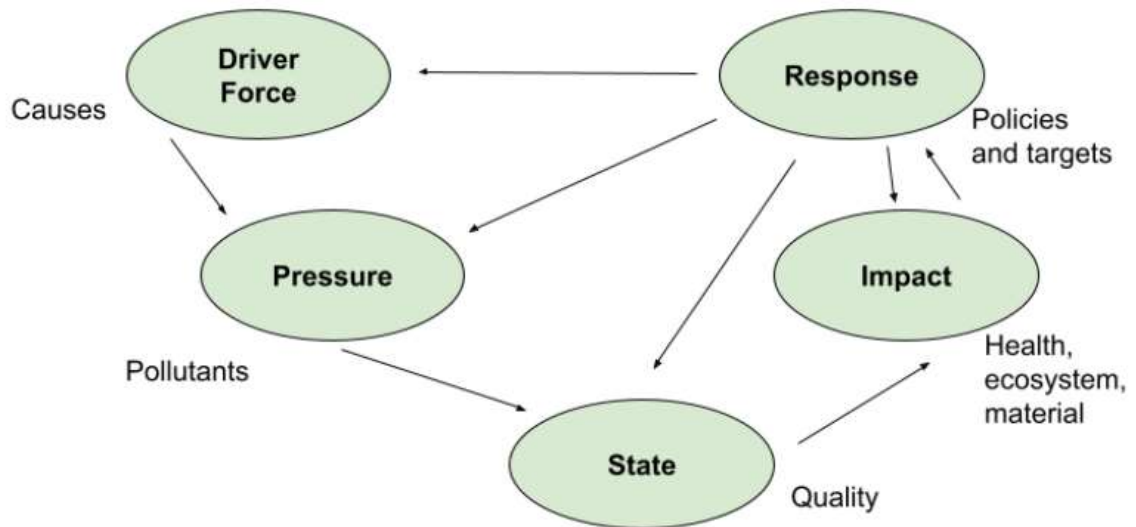 Driver
Force
Response
Causes
Policies
and targets
Pressure
Impact
Pollutants
Health,
ecosystem,
material
State
Quality